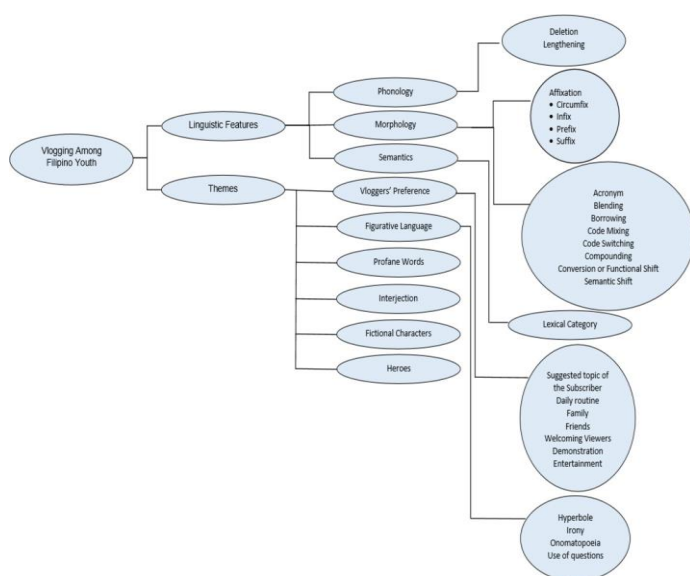 Vlogging Among
Filipino Youth
Linguistic Features
Themes
Phonology
Morphology
Semantics
Vloggers' Preference
Figurative Language
Profane Words
Interjection
Fictional Characters
Heroes
Deletion
Lengthening
Affixation
• Circumfix
• Infix
• Prefix
• Suffix
Acronym
Blending
Borrowing
Code Mixing
Code Switching
Compounding
Conversion or Functional Shift
Semantic Shift
Lexical Category
Suggested topic of
the Subscriber
Daily routine
Family
Friends
Welcoming Viewers
Demonstration
Entertainment
Hyperbole
Irony
Onomatopoeia
Use of questions